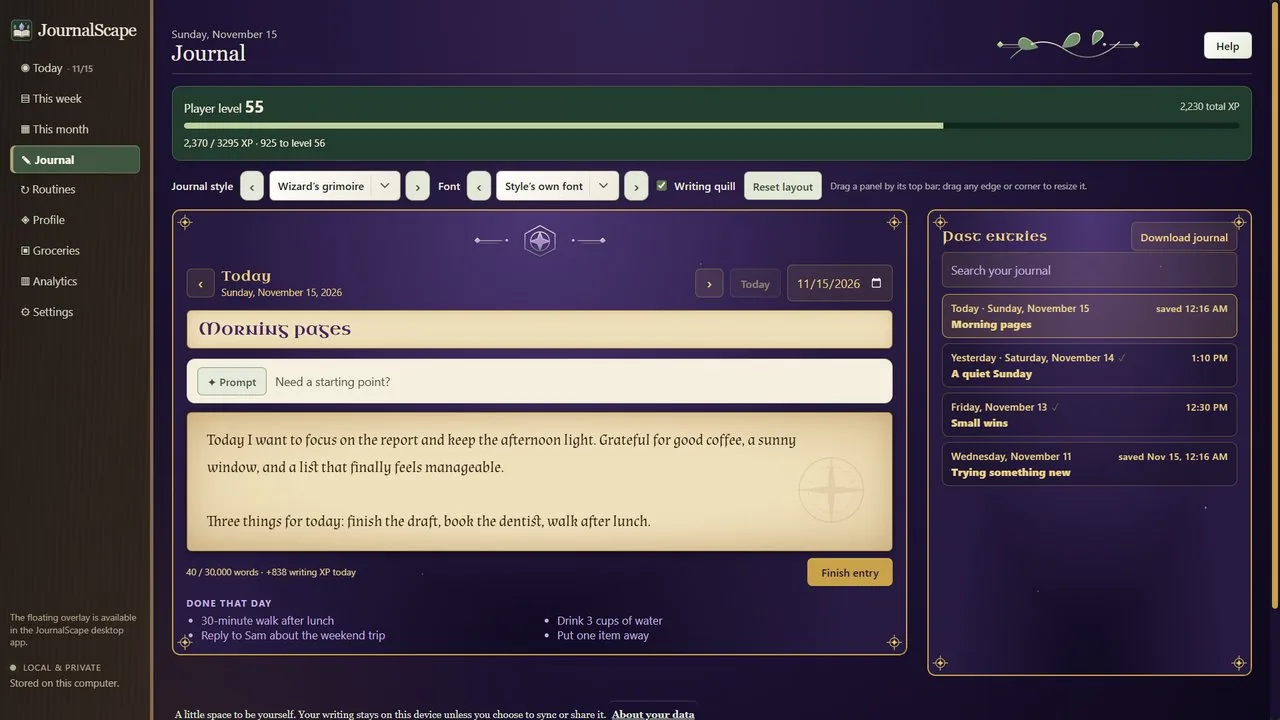 JournalScape
Today · 11/15
This week
This month
Journal
Routines
Profile
Groceries
Analytics
Settings
The floating overlay is available
in the JournalScape desktop
app.
LOCAL & PRIVATE
Stored on this computer.
Sunday, November 15
Journal
Help
Player level 55
2,230 total XP
2,370 / 3295 XP · 925 to level 56
Journal style ‹ Wizard's grimoire › Font ‹ Style's own font › Writing quill Reset layout Drag a panel by its top bar; drag any edge or corner to resize it.
‹ Today
Sunday, November 15, 2026
› Today 11/15/2026
Morning pages
✦ Prompt Need a starting point?
Today I want to focus on the report and keep the afternoon light. Grateful for good coffee, a sunny
window, and a list that finally feels manageable.
Three things for today: finish the draft, book the dentist, walk after lunch.
40 / 30,000 words · +838 writing XP today
Finish entry
DONE THAT DAY
• 30-minute walk after lunch
• Reply to Sam about the weekend trip
• Drink 3 cups of water
• Put one item away
Past entries
Download journal
Search your journal
Today · Sunday, November 15 saved 12:16 AM
Morning pages
Yesterday · Saturday, November 14 ✓ 1:10 PM
A quiet Sunday
Friday, November 13 ✓ 12:30 PM
Small wins
Wednesday, November 11 saved Nov 15, 12:16 AM
Trying something new
A little space to be yourself. Your writing stays on this device unless you choose to sync or share it. About your data